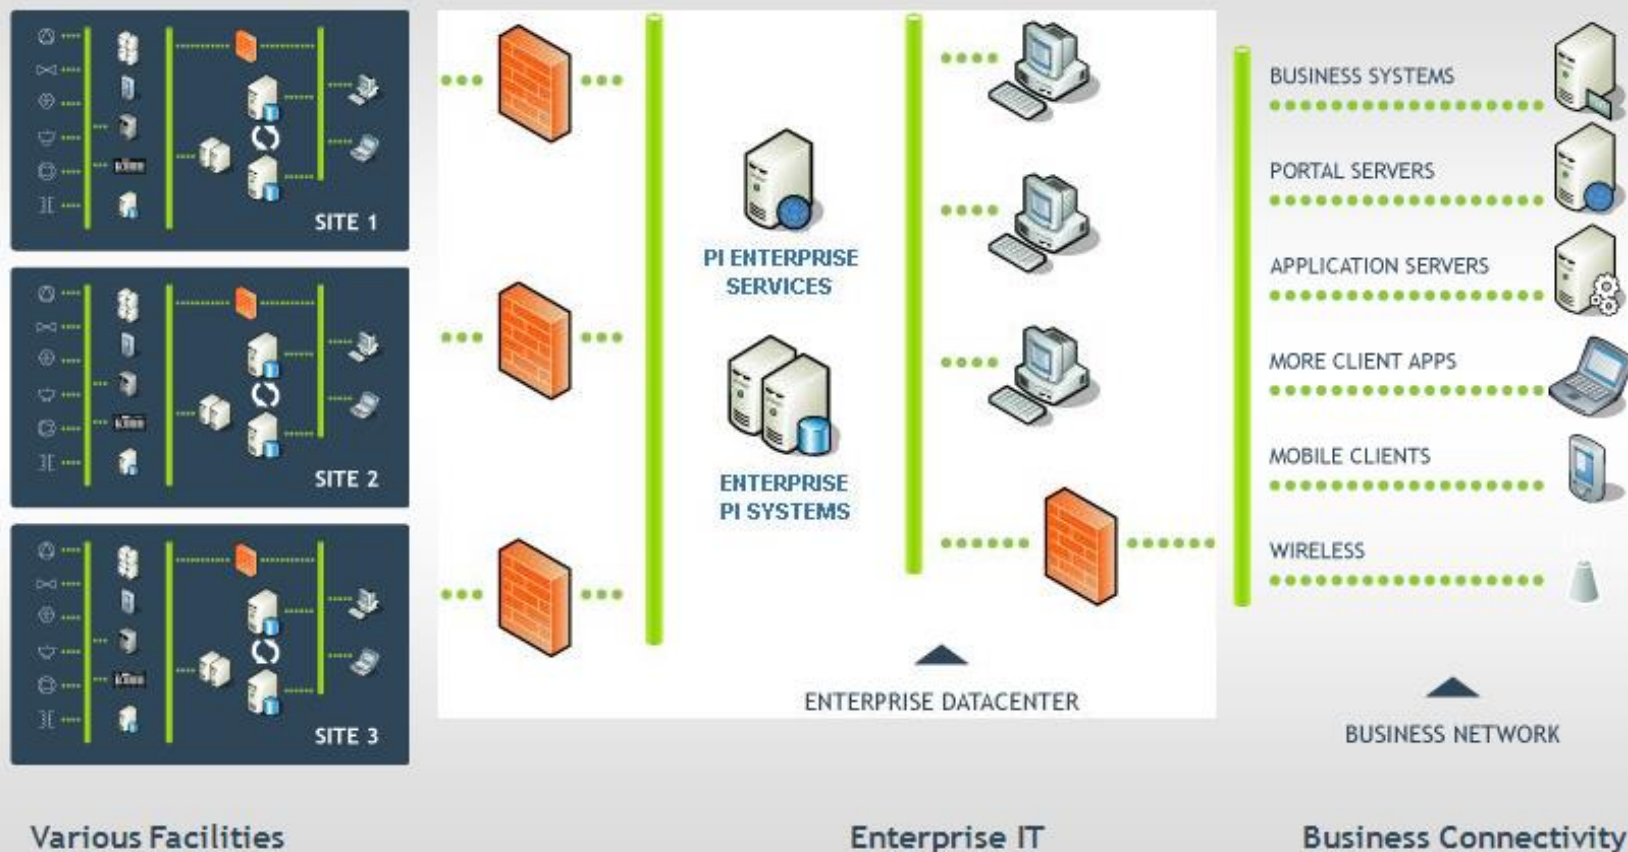 SITE 1
SITE 2
SITE 3
PI ENTERPRISE
SERVICES
ENTERPRISE
PI SYSTEMS
ENTERPRISE DATACENTER
BUSINESS SYSTEMS
PORTAL SERVERS
APPLICATION SERVERS
MORE CLIENT APPS
MOBILE CLIENTS
WIRELESS
BUSINESS NETWORK
Various Facilities
Enterprise IT
Business Connectivity